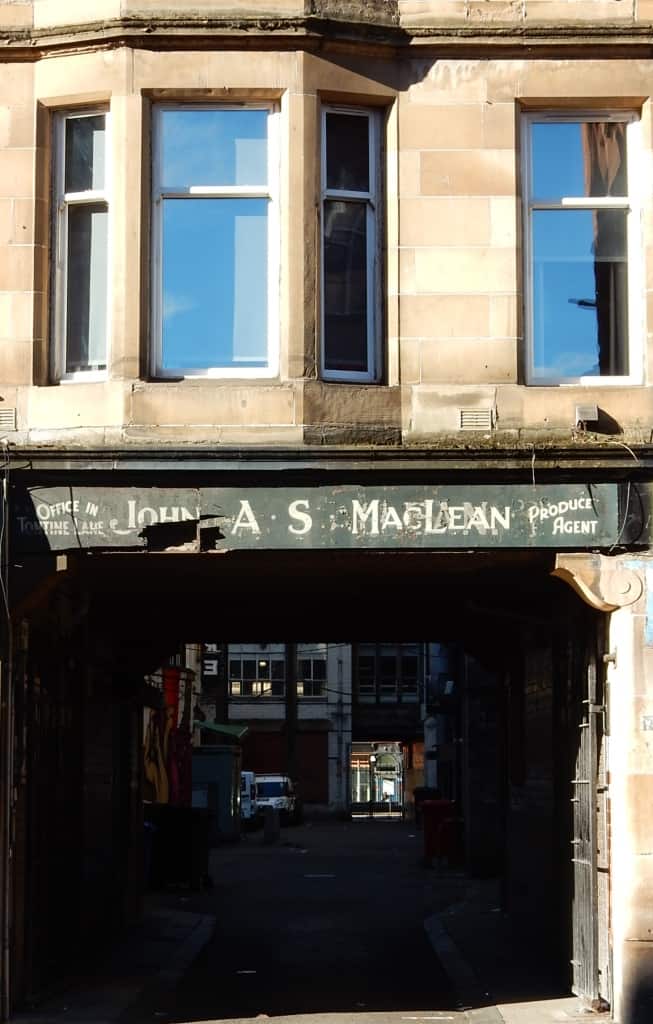 OFFICE IN
TONTINE LANE
JOHN A · S · MACLEAN
PRODUCE
AGENT